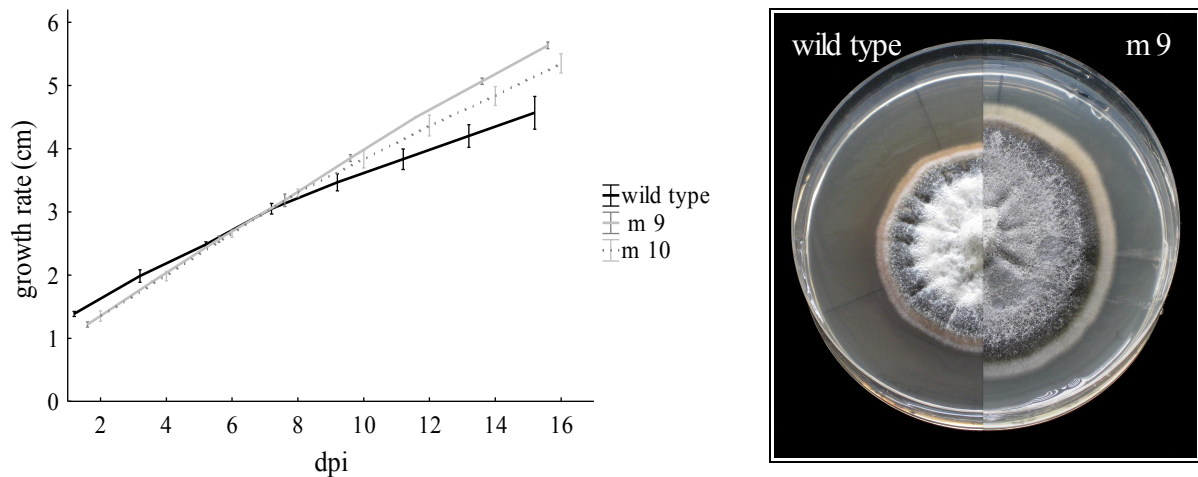 6
5
4
3
2
1
0
growth rate (cm)
2 4 6 8 10 12 14 16
dpi
wild type
m 9
m 10
wild type m 9